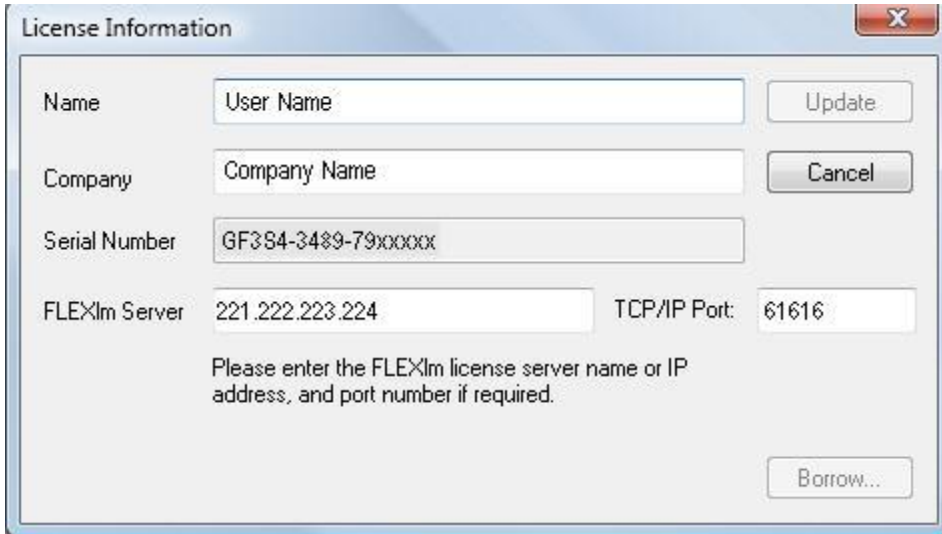 License Information
Name
User Name
Update
Company
Company Name
Cancel
Serial Number
GF3S4-3489-79xxxxx
FLEXlm Server
221.222.223.224
TCP/IP Port:
61616
Please enter the FLEXlm license server name or IP
address, and port number if required.
Borrow...